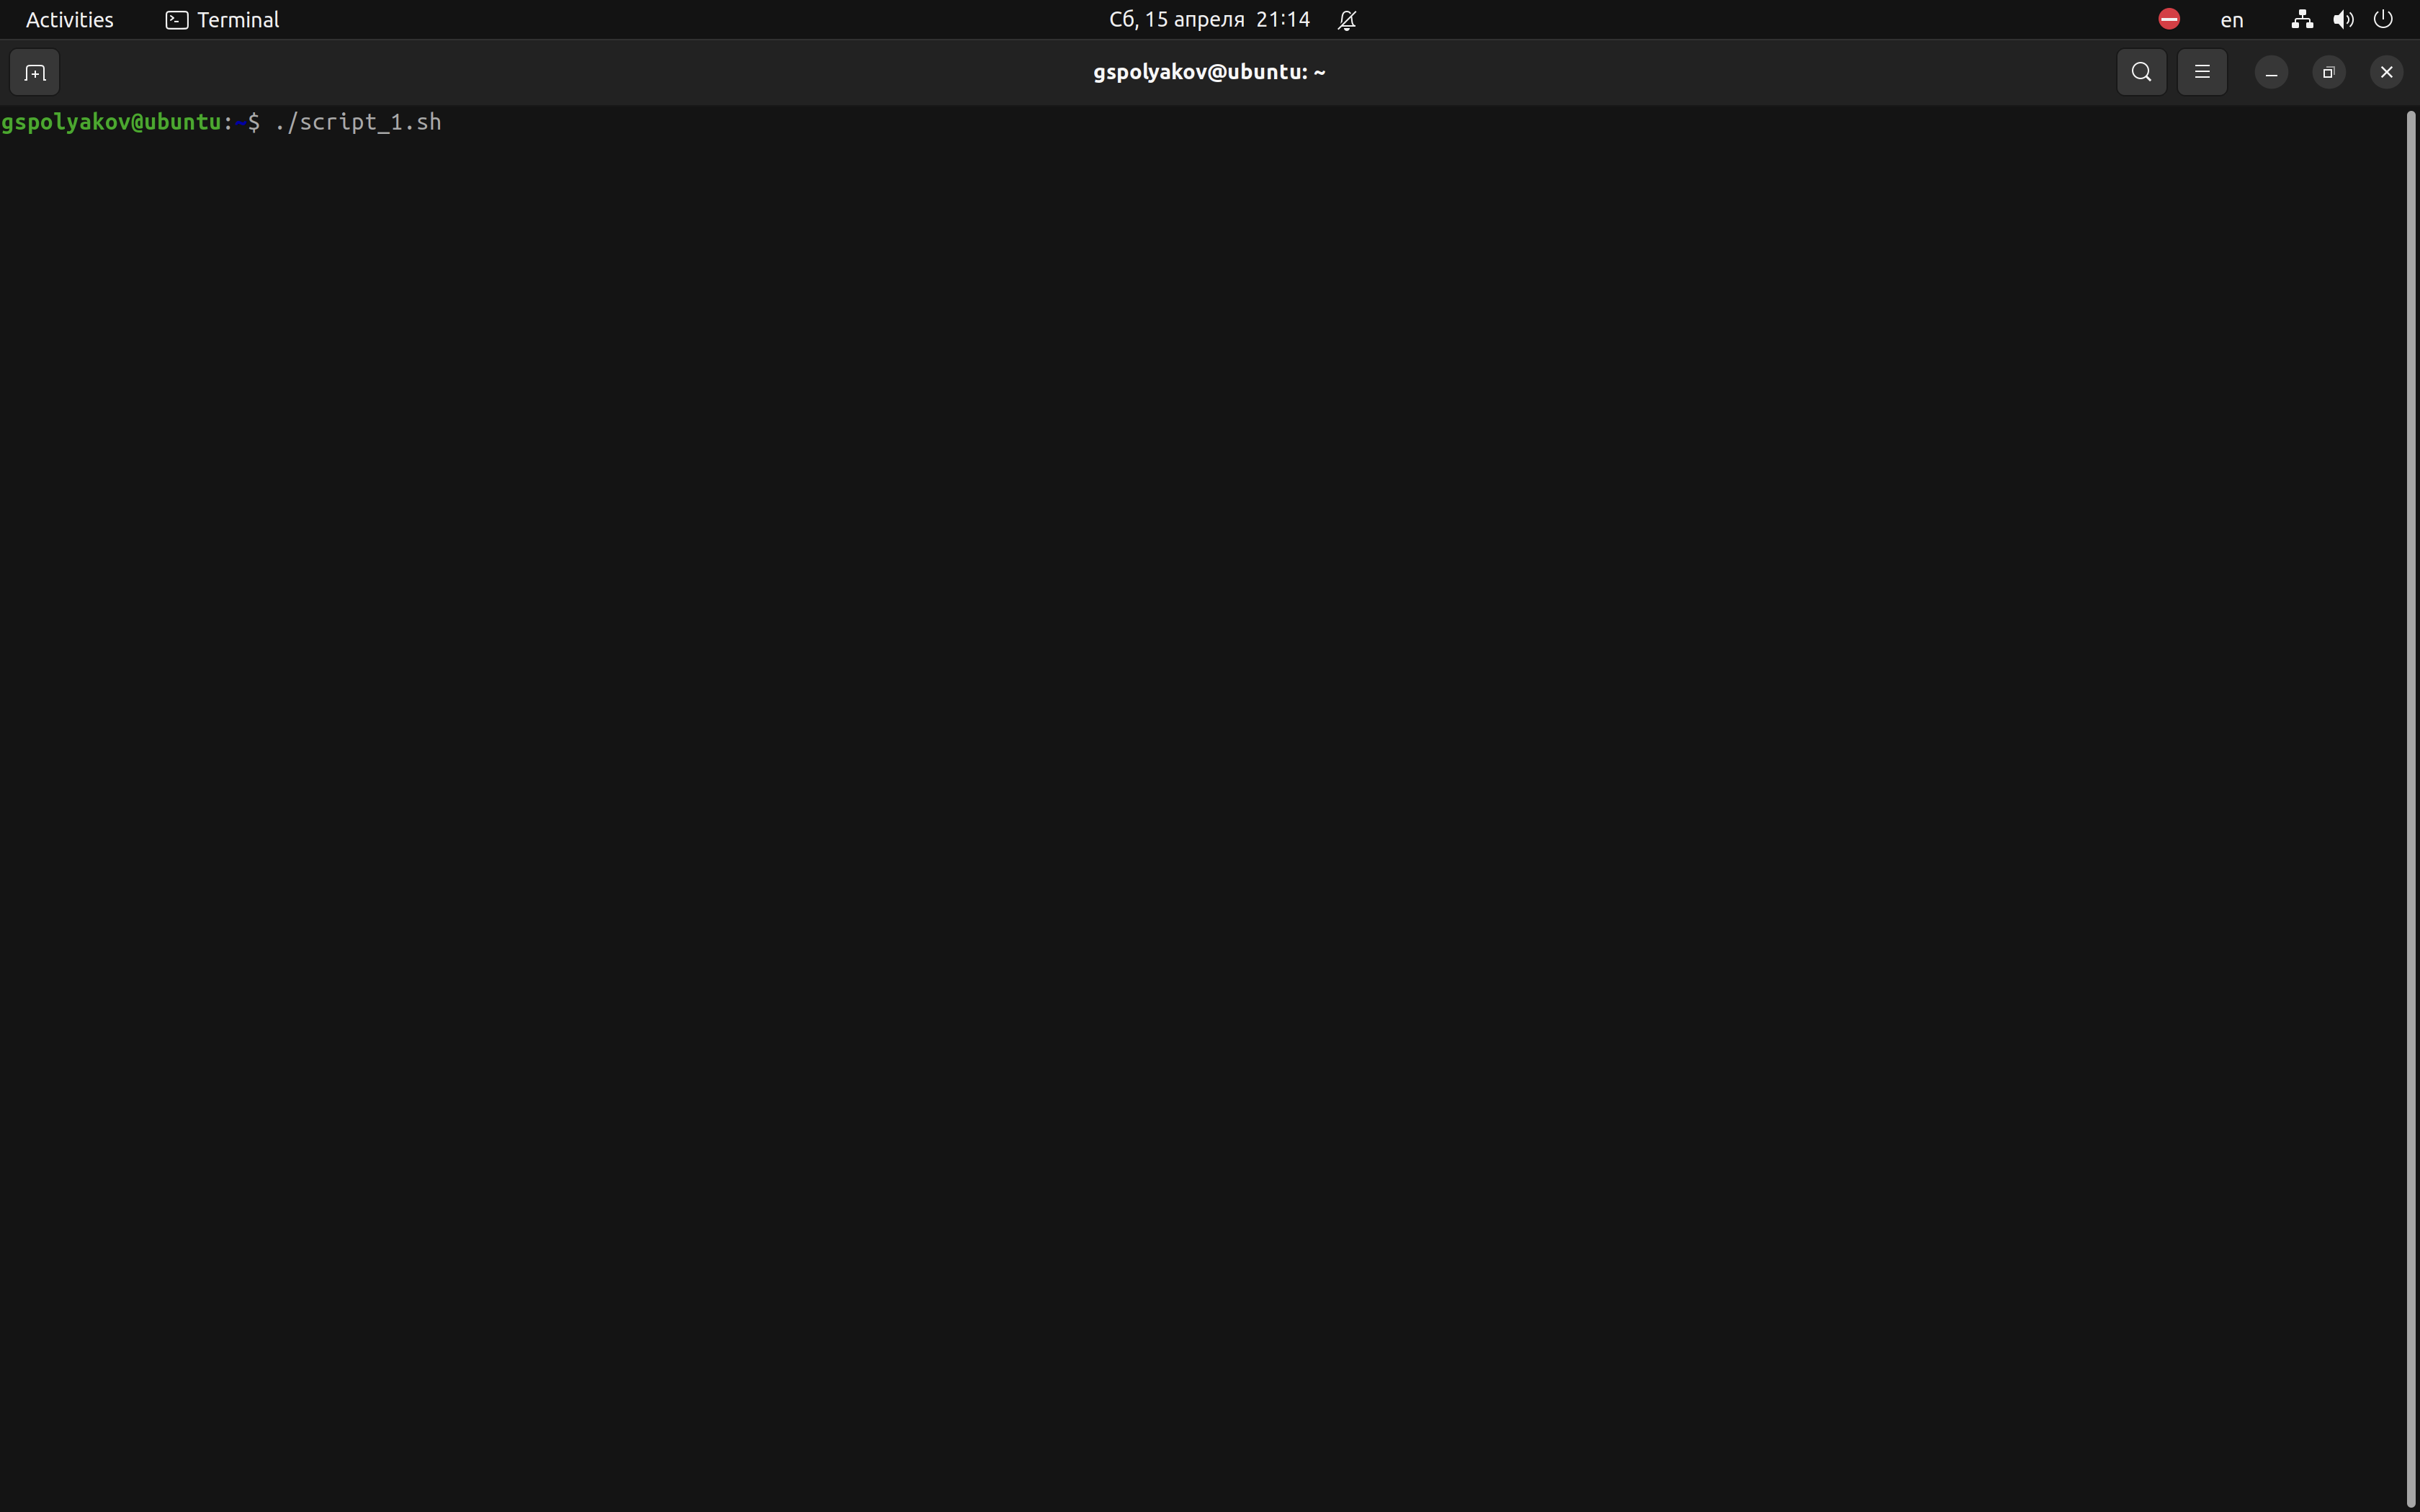 Activities Terminal Сб, 15 апреля 21:14 en
gspolyakov@ubuntu: ~
gspolyakov@ubuntu:~$ ./script_1.sh